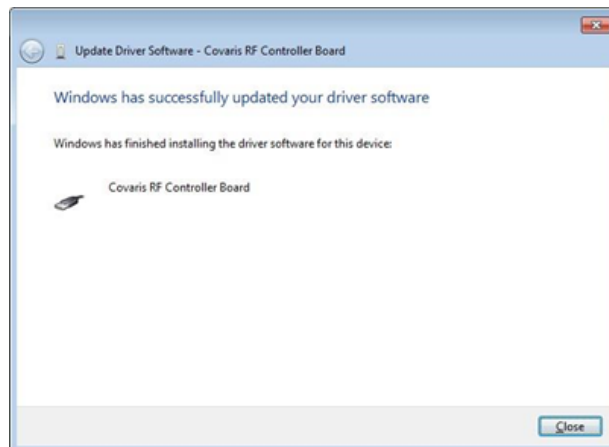 Update Driver Software - Covaris RF Controller Board
Windows has successfully updated your driver software
Windows has finished installing the driver software for this device:
Covaris RF Controller Board
Close